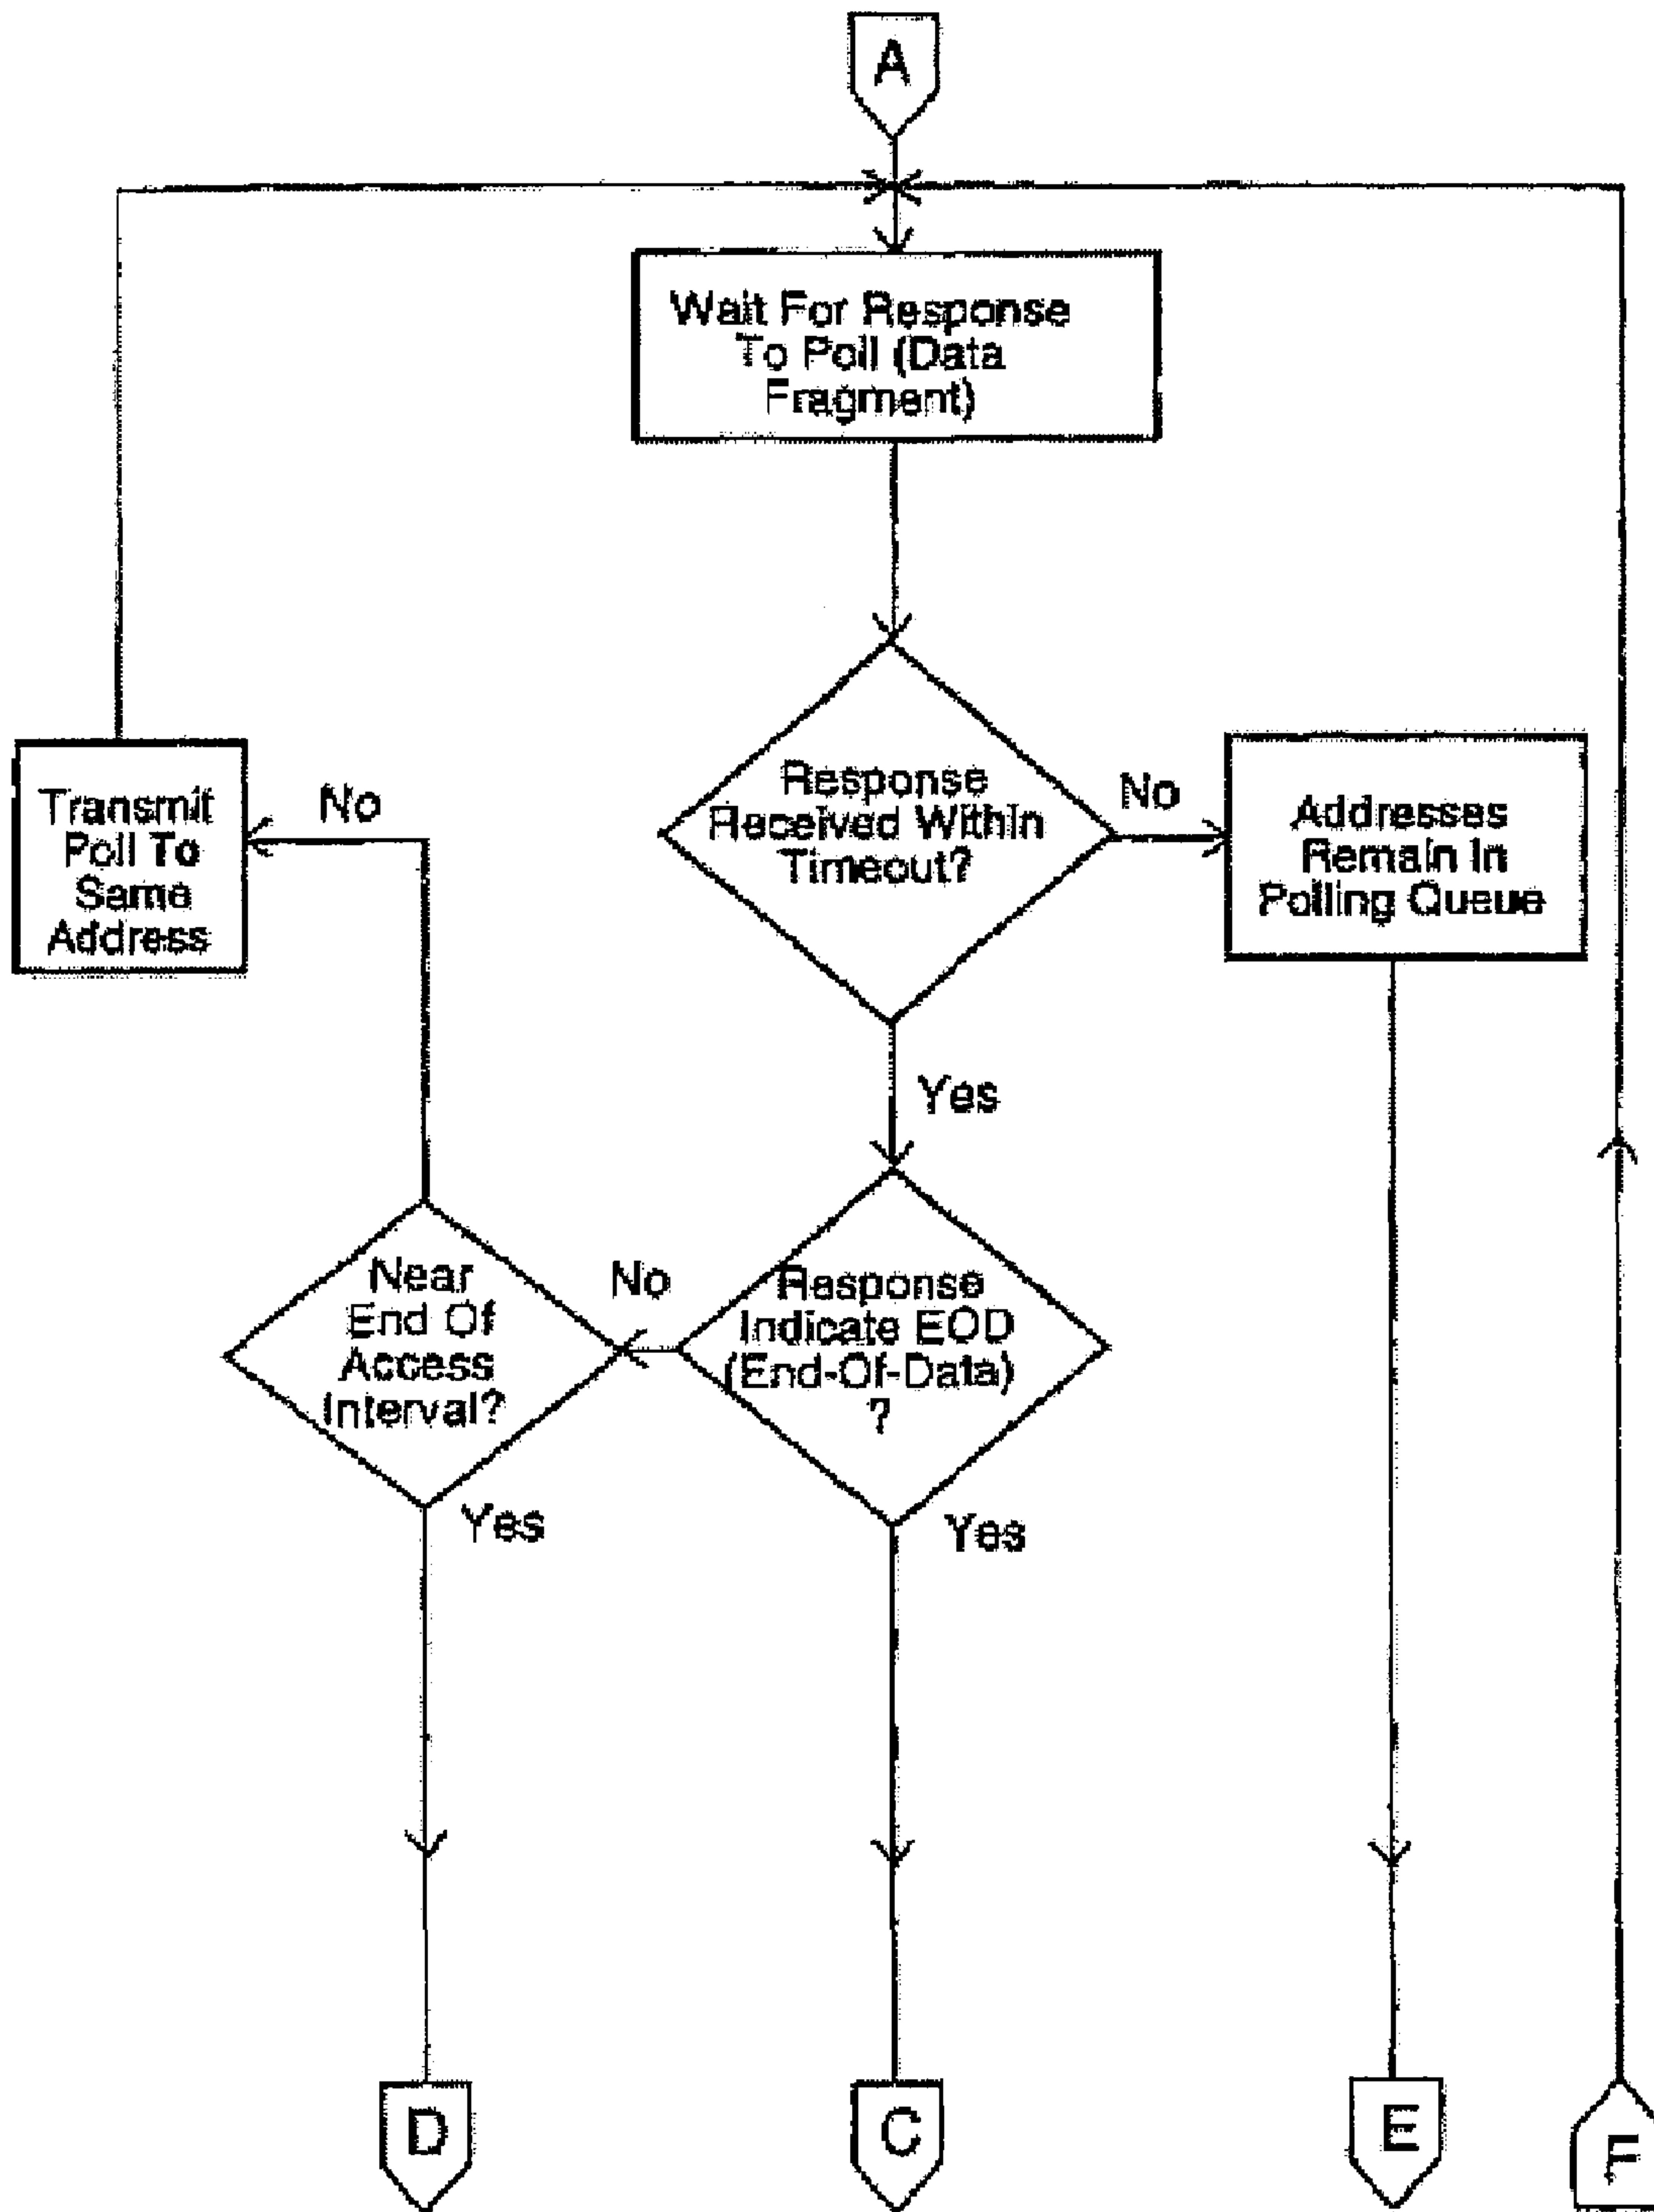 A
Wait For Response
To Poll (Data
Fragment)
Response
Received Within
Timeout?
No
Addresses
Remain In
Polling Queue
Transmit
Poll To
Same
Address
No
Yes
Near
End Of
Access
Interval?
No
Response
Indicate EOD
(End-Of-Data)
?
Yes
Yes
D
C
E
F